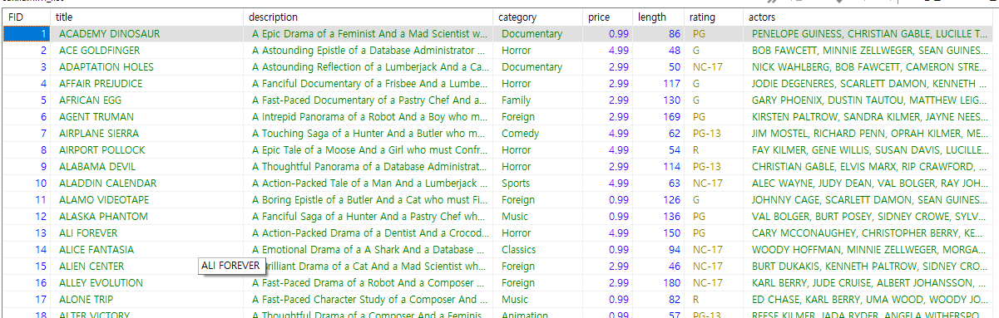 FID title description category price length rating actors
1 ACADEMY DINOSAUR A Epic Drama of a Feminist And a Mad Scientist w... Documentary 0.99 86 PG PENELOPE GUINESS, CHRISTIAN GABLE, LUCILLE T...
2 ACE GOLDFINGER A Astounding Epistle of a Database Administrator ... Horror 4.99 48 G BOB FAWCETT, MINNIE ZELLWEGER, SEAN GUINES...
3 ADAPTATION HOLES A Astounding Reflection of a Lumberjack And a Ca... Documentary 2.99 50 NC-17 NICK WAHLBERG, BOB FAWCETT, CAMERON STRE...
4 AFFAIR PREJUDICE A Fanciful Documentary of a Frisbee And a Lumbe... Horror 2.99 117 G JODIE DEGENERES, SCARLETT DAMON, KENNETH ...
5 AFRICAN EGG A Fast-Paced Documentary of a Pastry Chef And a... Family 2.99 130 G GARY PHOENIX, DUSTIN TAUTOU, MATTHEW LEIG...
6 AGENT TRUMAN A Intrepid Panorama of a Robot And a Boy who m... Foreign 2.99 169 PG KIRSTEN PALTROW, SANDRA KILMER, JAYNE NEES...
7 AIRPLANE SIERRA A Touching Saga of a Hunter And a Butler who m... Comedy 4.99 62 PG-13 JIM MOSTEL, RICHARD PENN, OPRAH KILMER, ME...
8 AIRPORT POLLOCK A Epic Tale of a Moose And a Girl who must Confr... Horror 4.99 54 R FAY KILMER, GENE WILLIS, SUSAN DAVIS, LUCILLE...
9 ALABAMA DEVIL A Thoughtful Panorama of a Database Administrat... Horror 2.99 114 PG-13 CHRISTIAN GABLE, ELVIS MARX, RIP CRAWFORD, ...
10 ALADDIN CALENDAR A Action-Packed Tale of a Man And a Lumberjack ... Sports 4.99 63 NC-17 ALEC WAYNE, JUDY DEAN, VAL BOLGER, RAY JOH...
11 ALAMO VIDEOTAPE A Boring Epistle of a Butler And a Cat who must Fi... Foreign 0.99 126 G JOHNNY CAGE, SCARLETT DAMON, SEAN GUINES...
12 ALASKA PHANTOM A Fanciful Saga of a Hunter And a Pastry Chef wh... Music 0.99 136 PG VAL BOLGER, BURT POSEY, SIDNEY CROWE, SYLV...
13 ALI FOREVER A Action-Packed Drama of a Dentist And a Crocod... Horror 4.99 150 PG CARY MCCONAUGHEY, CHRISTOPHER BERRY, KE...
14 ALICE FANTASIA A Emotional Drama of a A Shark And a Database ... Classics 0.99 94 NC-17 WOODY HOFFMAN, MINNIE ZELLWEGER, MORGA...
15 ALIEN CENTER ALI FOREVER rilliant Drama of a Cat And a Mad Scientist wh... Foreign 2.99 46 NC-17 BURT DUKAKIS, KENNETH PALTROW, SIDNEY CRO...
16 ALLEY EVOLUTION A Fast-Paced Drama of a Robot And a Composer ... Foreign 2.99 180 NC-17 KARL BERRY, JUDE CRUISE, ALBERT JOHANSSON, ...
17 ALONE TRIP A Fast-Paced Character Study of a Composer And ... Music 0.99 82 R ED CHASE, KARL BERRY, UMA WOOD, WOODY JO...
18 ALTER VICTORY A Thoughtful Drama of a Composer And a Feminis... Animation 0.99 57 PG-13 REESE KILMER, JADA RYDER, ANGELA WITHERSPO...